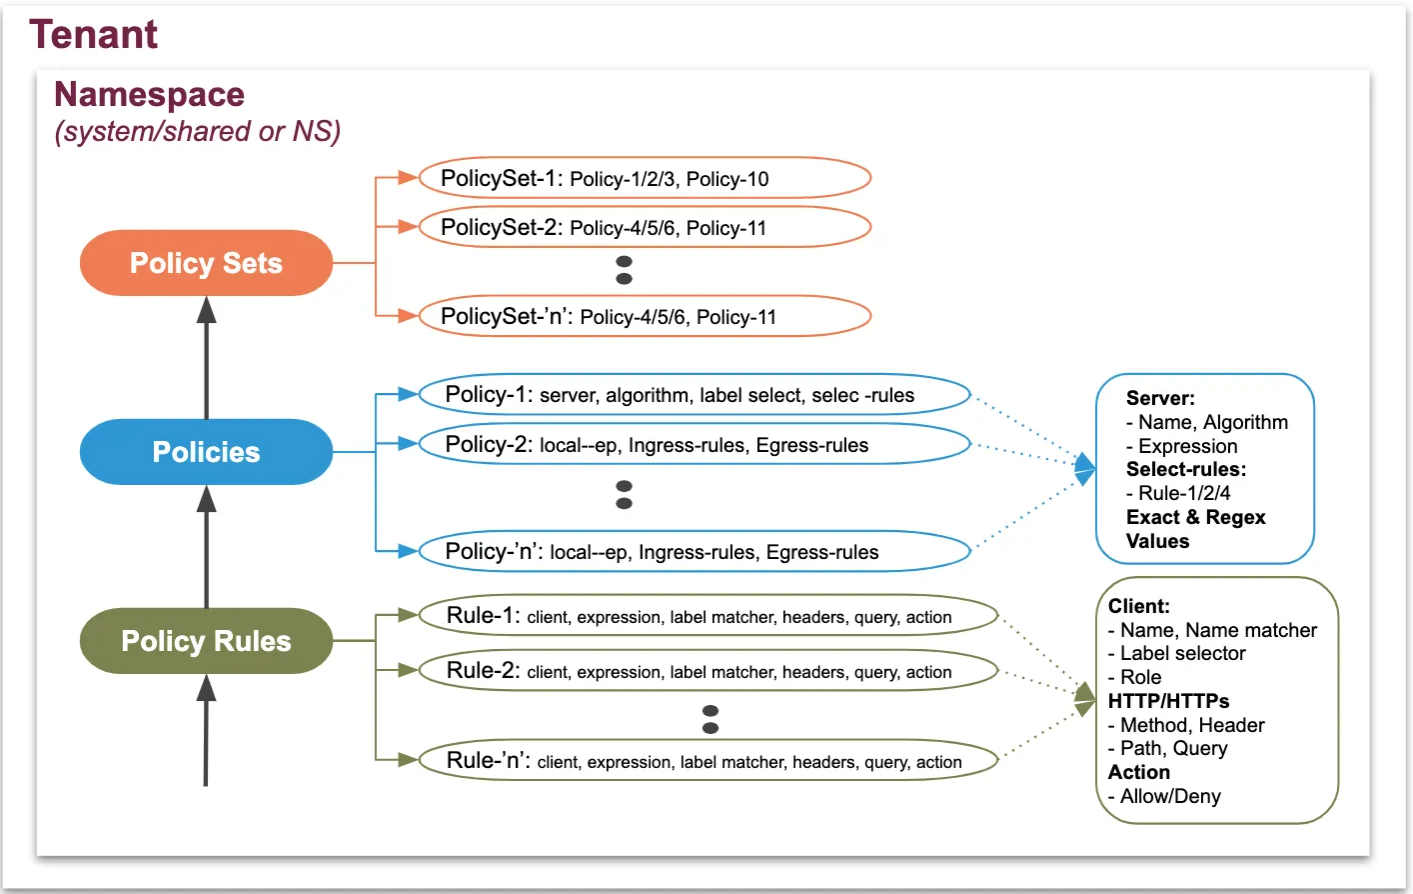 Tenant
Namespace
(system/shared or NS)
Policy Sets
PolicySet-1: Policy-1/2/3, Policy-10
PolicySet-2: Policy-4/5/6, Policy-11
PolicySet-’n’: Policy-4/5/6, Policy-11
Policies
Policy-1: server, algorithm, label select, selec -rules
Policy-2: local--ep, Ingress-rules, Egress-rules
Policy-’n’: local--ep, Ingress-rules, Egress-rules
Server:
- Name, Algorithm
- Expression
Select-rules:
- Rule-1/2/4
Exact & Regex
Values
Policy Rules
Rule-1: client, expression, label matcher, headers, query, action
Rule-2: client, expression, label matcher, headers, query, action
Rule-’n’: client, expression, label matcher, headers, query, action
Client:
- Name, Name matcher
- Label selector
- Role
HTTP/HTTPs
- Method, Header
- Path, Query
Action
- Allow/Deny